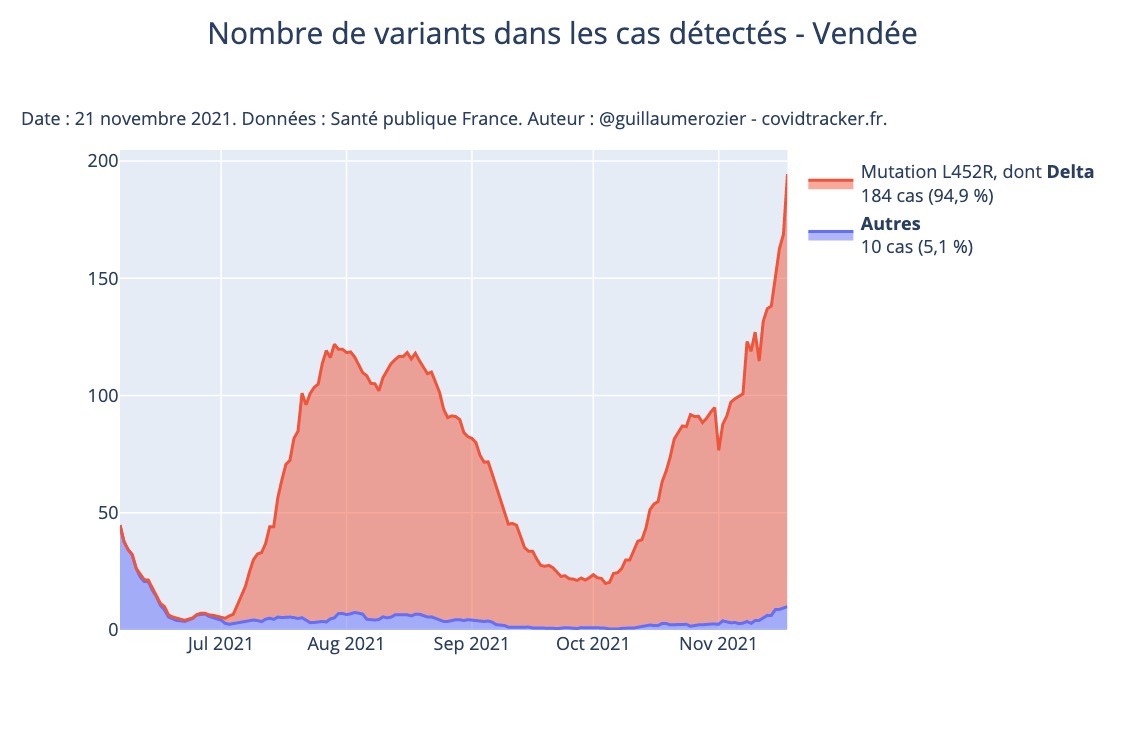 Nombre de variants dans les cas détectés - Vendée
Date : 21 novembre 2021. Données : Santé publique France. Auteur : @guillaumerozier - covidtracker.fr.
200
150
100
50
0
Jul 2021
Aug 2021
Sep 2021
Oct 2021
Nov 2021
Mutation L452R, dont Delta
184 cas (94,9 %)
Autres
10 cas (5,1 %)